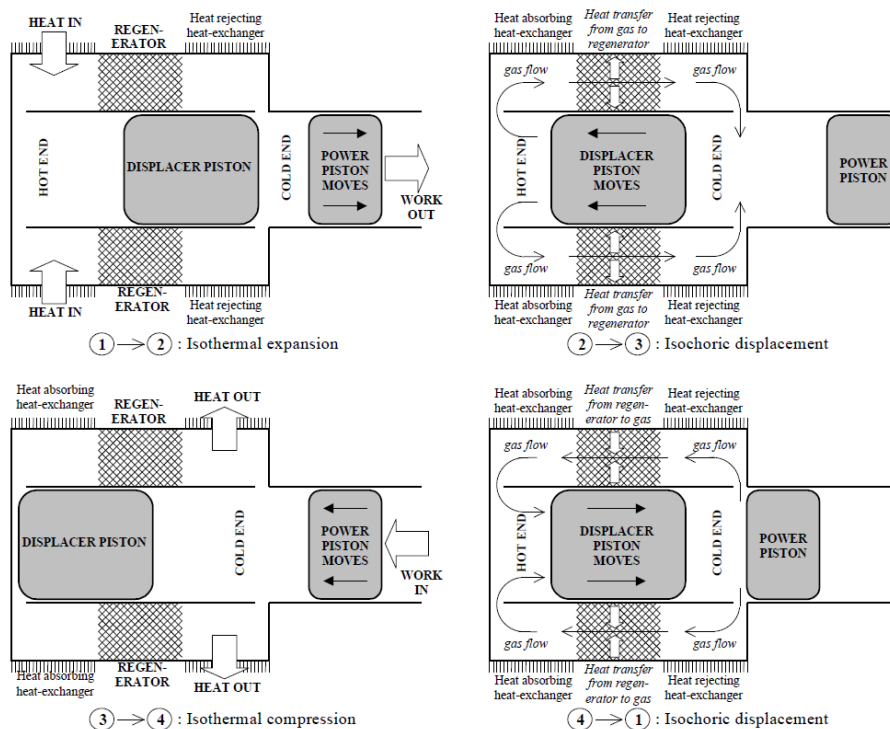 HEAT IN
REGEN-
ERATOR
Heat rejecting
heat-exchanger
HOT END
DISPLACER PISTON
COLD END
POWER
PISTON
MOVES
WORK
OUT
HEAT IN
REGEN-
ERATOR
Heat rejecting
heat-exchanger
1 → 2 : Isothermal expansion
Heat absorbing
heat-exchanger
Heat transfer
from gas to
regenerator
Heat rejecting
heat-exchanger
gas flow
gas flow
HOT END
DISPLACER
PISTON
MOVES
COLD END
POWER
PISTON
gas flow
gas flow
Heat absorbing
heat-exchanger
Heat transfer
from gas to
regenerator
Heat rejecting
heat-exchanger
2 → 3 : Isochoric displacement
Heat absorbing
heat-exchanger
REGEN-
ERATOR
HEAT OUT
DISPLACER PISTON
COLD END
POWER
PISTON
MOVES
WORK
IN
Heat absorbing
heat-exchanger
REGEN-
ERATOR
HEAT OUT
3 → 4 : Isothermal compression
Heat absorbing
heat-exchanger
Heat transfer
from regen-
erator to gas
Heat rejecting
heat-exchanger
gas flow
gas flow
HOT END
DISPLACER
PISTON
MOVES
COLD END
POWER
PISTON
gas flow
gas flow
Heat absorbing
heat-exchanger
Heat transfer
from regen-
erator to gas
Heat rejecting
heat-exchanger
4 → 1 : Isochoric displacement